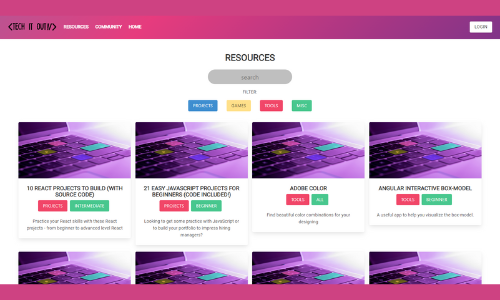 <TECH IT OUT/>
RESOURCES COMMUNITY HOME
LOGIN
RESOURCES
search
FILTER
PROJECTS GAMES TOOLS MISC
10 REACT PROJECTS TO BUILD (WITH
SOURCE CODE)
PROJECTS INTERMEDIATE
Practice your React skills with these React
projects - from beginner to advanced level React
21 EASY JAVASCRIPT PROJECTS FOR
BEGINNERS (CODE INCLUDED!)
PROJECTS BEGINNER
Looking to get some practice with JavaScript or
to build your portfolio to impress hiring
managers?
ADOBE COLOR
TOOLS ALL
Find beautiful color combinations for your
designing
ANGULAR INTERACTIVE BOX-MODEL
TOOLS BEGINNER
A useful app to help you visualize the box model